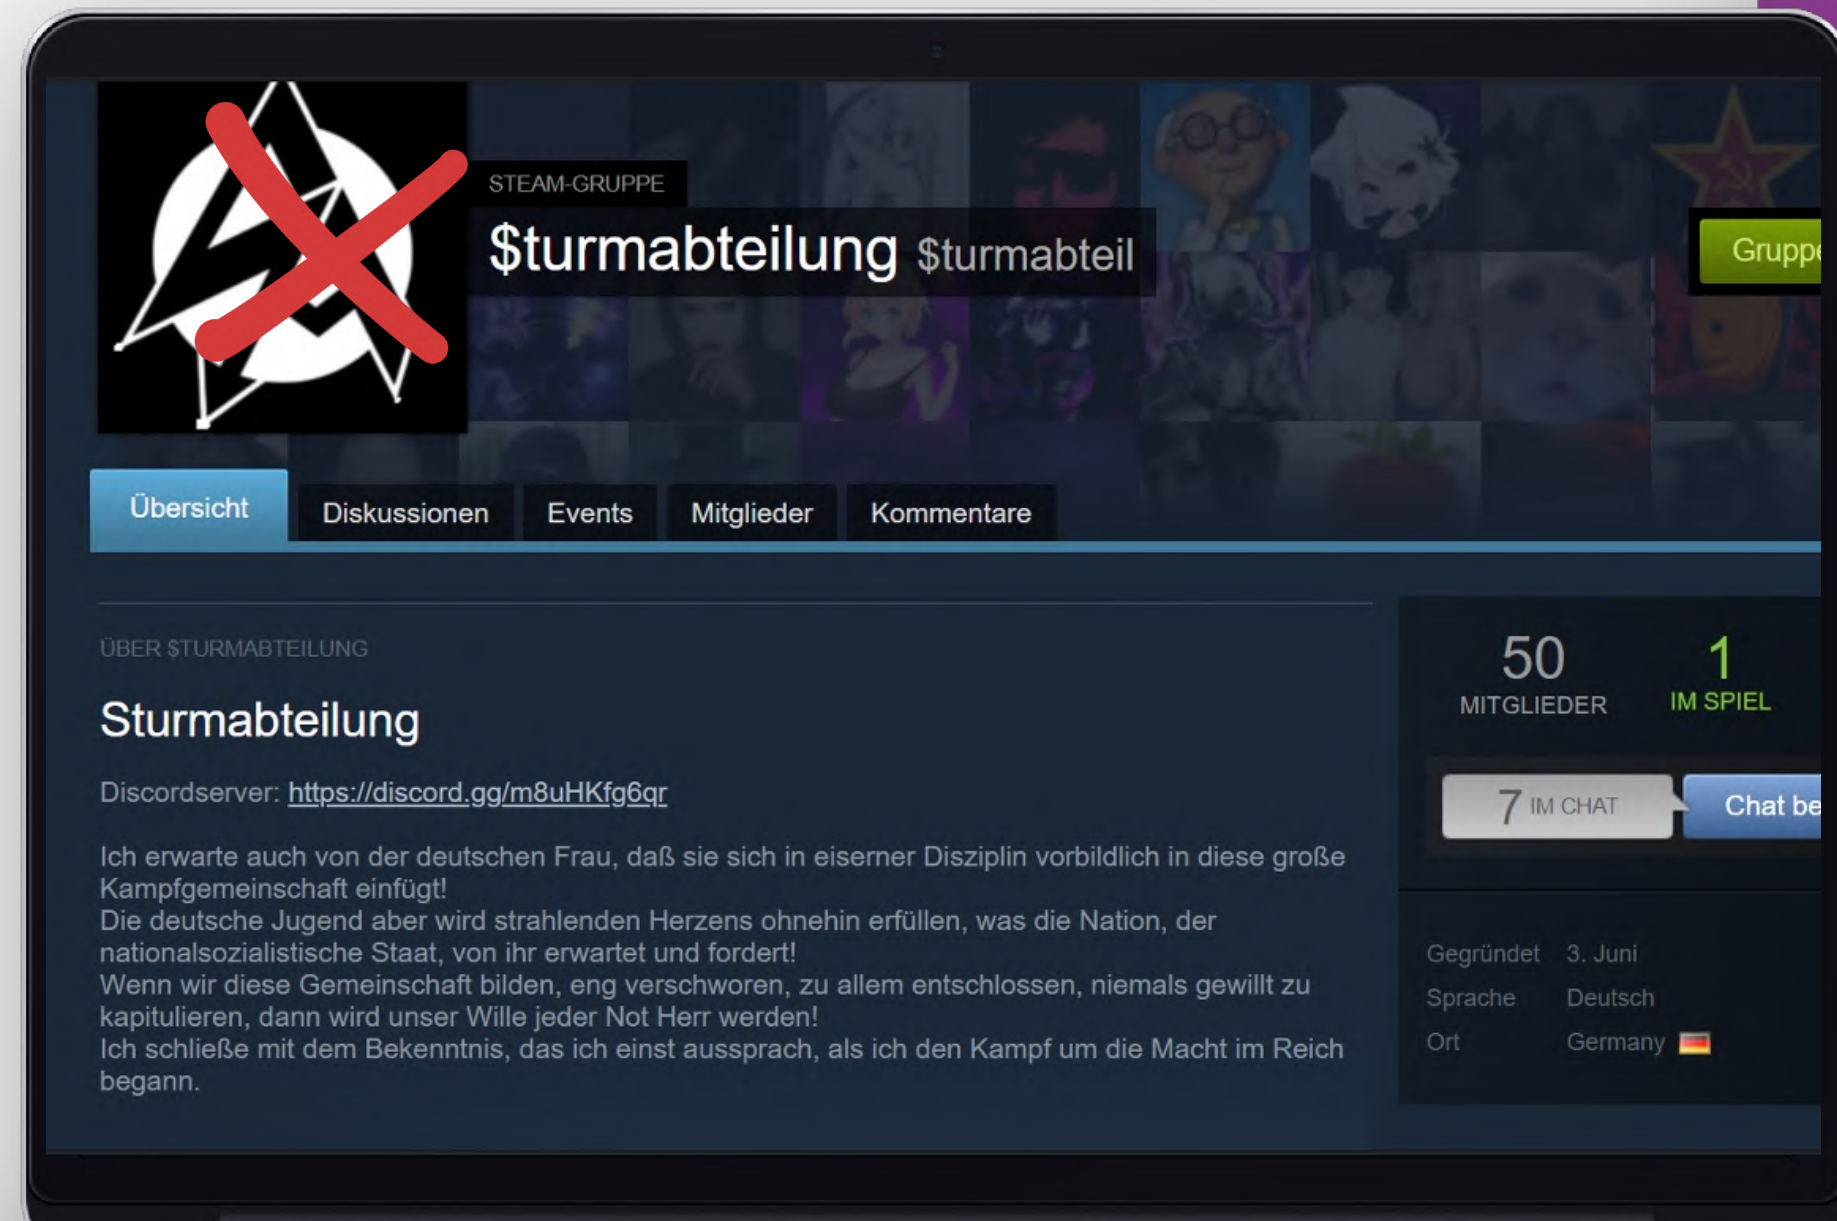 STEAM-GRUPPE
$turmabteilung $turmabteil
Gruppe
Übersicht
Diskussionen
Events
Mitglieder
Kommentare
ÜBER $TURMABTEILUNG
Sturmabteilung
Discordserver: https://discord.gg/m8uHKfg6qr
Ich erwarte auch von der deutschen Frau, daß sie sich in eiserner Disziplin vorbildlich in diese große
Kampfgemeinschaft einfügt!
Die deutsche Jugend aber wird strahlenden Herzens ohnehin erfüllen, was die Nation, der
nationalsozialistische Staat, von ihr erwartet und fordert!
Wenn wir diese Gemeinschaft bilden, eng verschworen, zu allem entschlossen, niemals gewillt zu
kapitulieren, dann wird unser Wille jeder Not Herr werden!
Ich schließe mit dem Bekenntnis, das ich einst aussprach, als ich den Kampf um die Macht im Reich
begann.
50
MITGLIEDER
1
IM SPIEL
7 IM CHAT
Chat be
Gegründet 3. Juni
Sprache Deutsch
Ort Germany